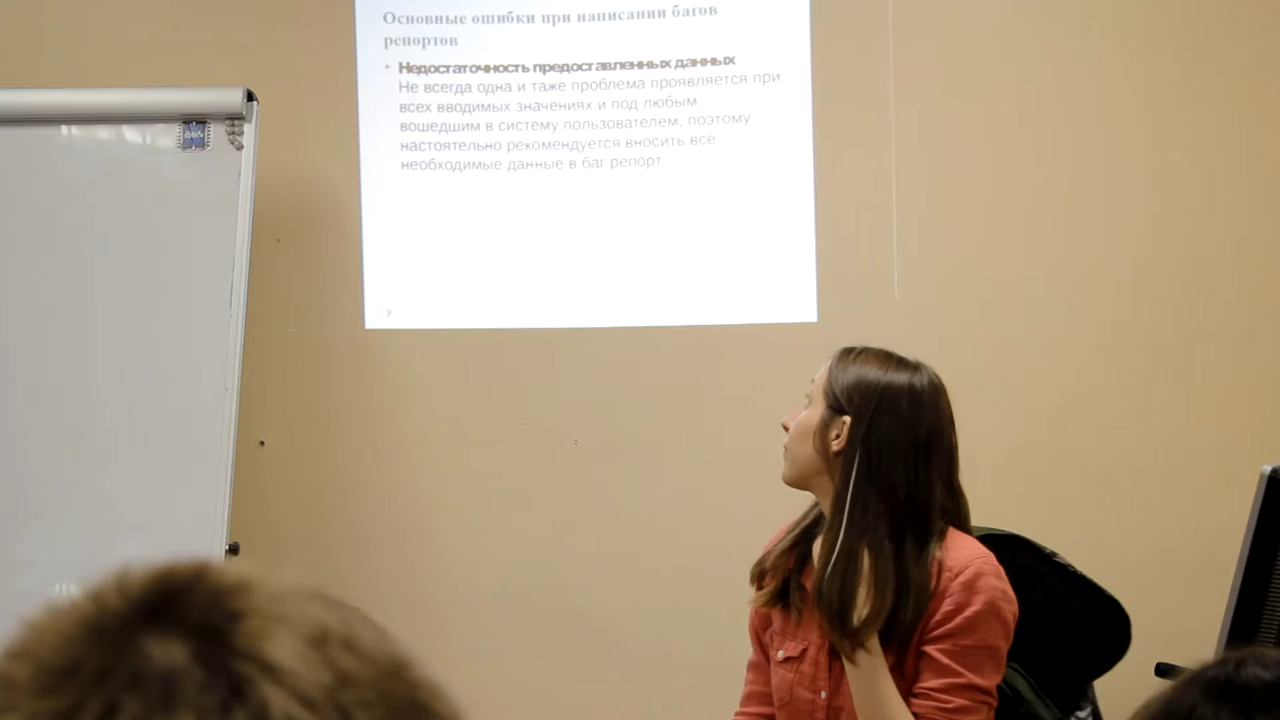 Основные ошибки при написании багов
репортов
Недостаточность предоставленных данных
Не всегда одна и таже проблема проявляется при
всех вводимых значениях и под любым
вошедшим в систему пользователем, поэтому
настоятельно рекомендуется вносить все
необходимые данные в баг репорт